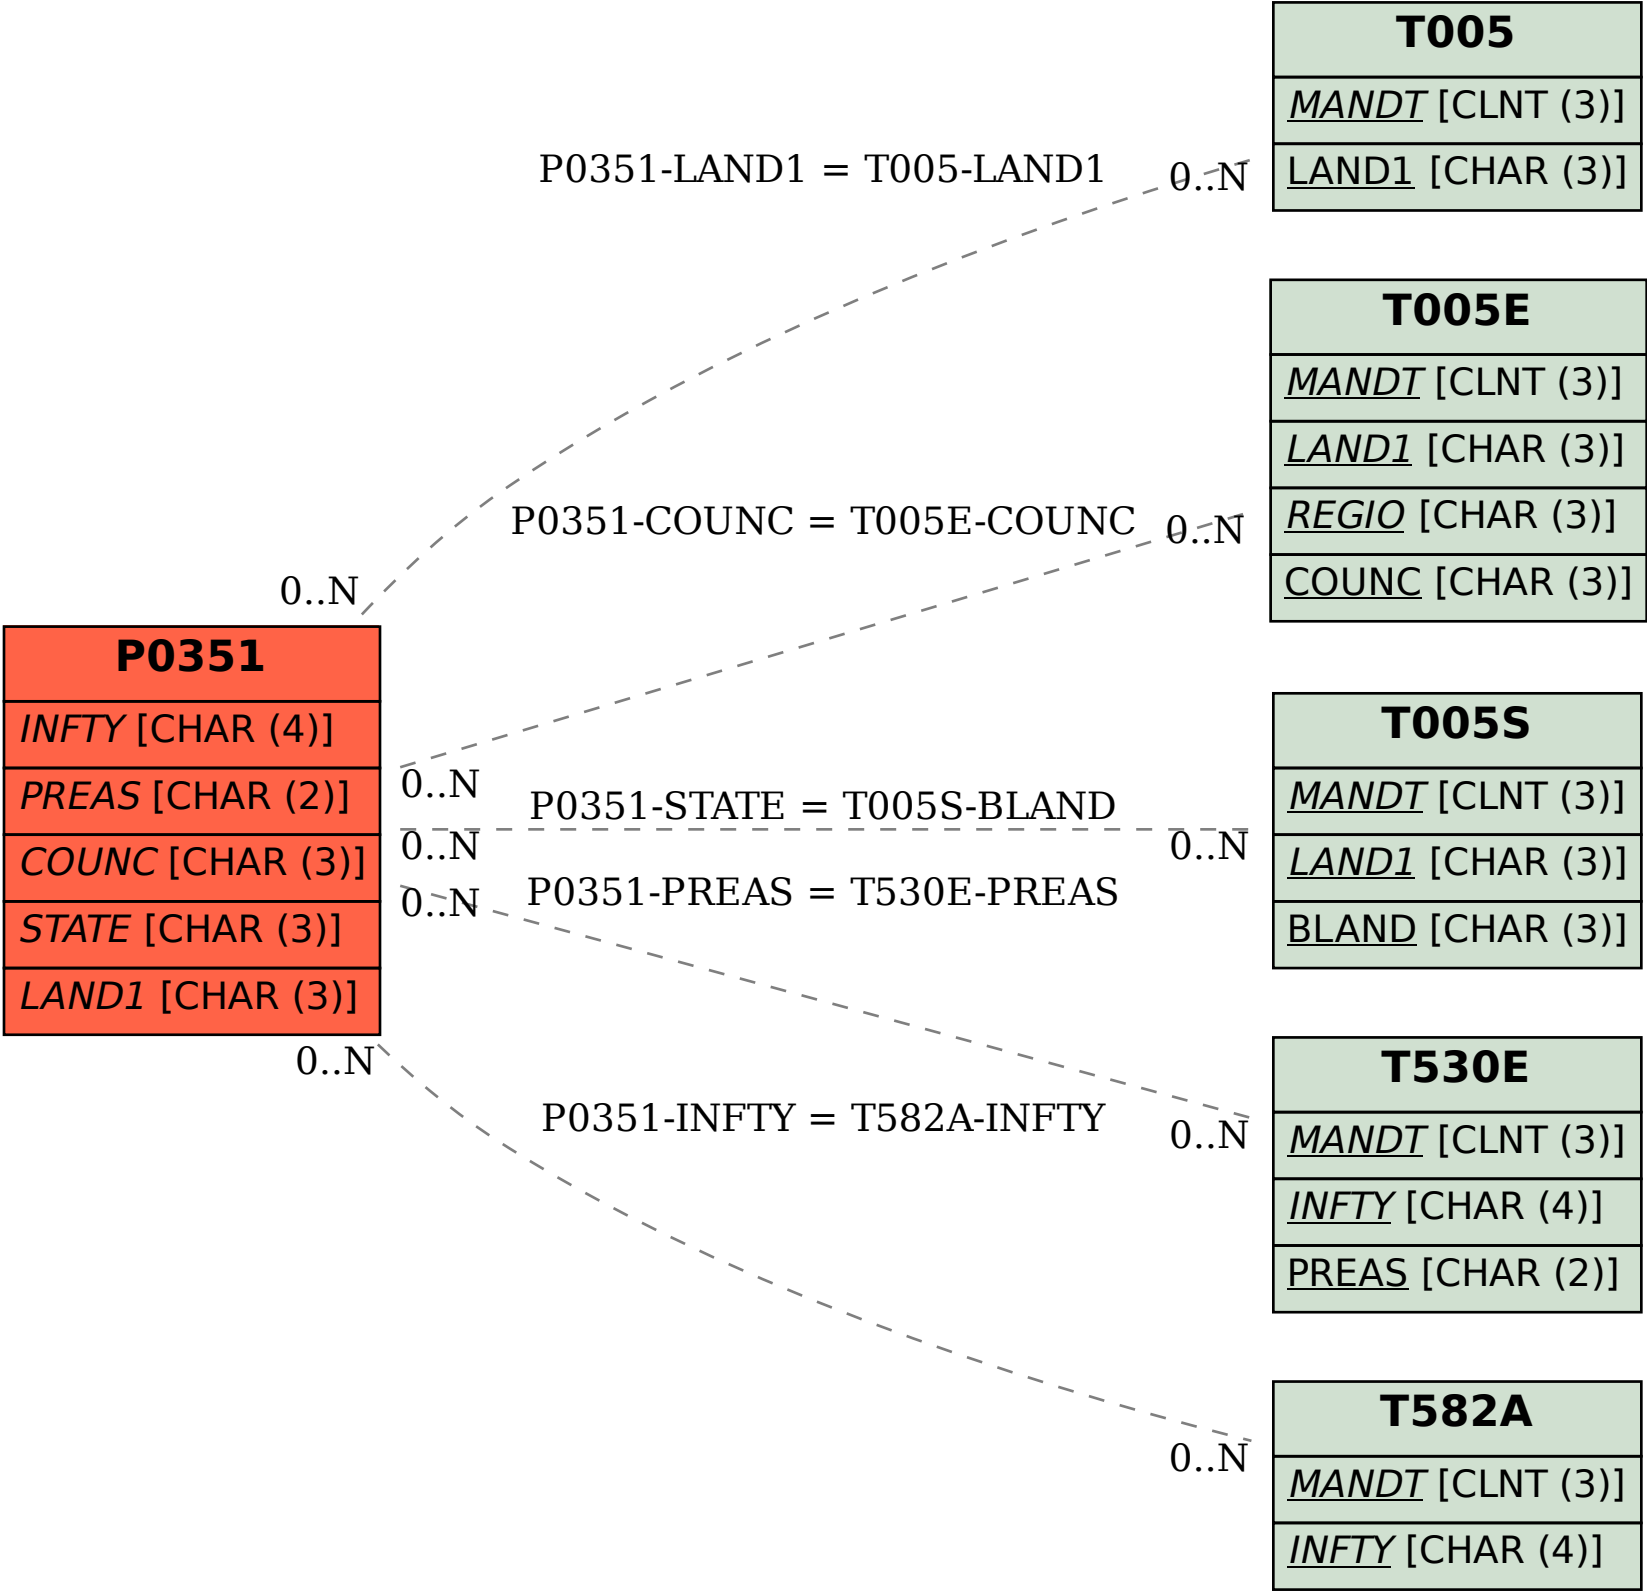 T005
MANDT [CLNT (3)]
LAND1 [CHAR (3)]
P0351-LAND1 = T005-LAND1
0..N
0..N
T005E
MANDT [CLNT (3)]
LAND1 [CHAR (3)]
REGIO [CHAR (3)]
COUNC [CHAR (3)]
P0351-COUNC = T005E-COUNC
0..N
0..N
P0351
INFTY [CHAR (4)]
PREAS [CHAR (2)]
COUNC [CHAR (3)]
STATE [CHAR (3)]
LAND1 [CHAR (3)]
P0351-STATE = T005S-BLAND
0..N
0..N
T005S
MANDT [CLNT (3)]
LAND1 [CHAR (3)]
BLAND [CHAR (3)]
P0351-PREAS = T530E-PREAS
0..N
0..N
T530E
MANDT [CLNT (3)]
INFTY [CHAR (4)]
PREAS [CHAR (2)]
P0351-INFTY = T582A-INFTY
0..N
0..N
T582A
MANDT [CLNT (3)]
INFTY [CHAR (4)]